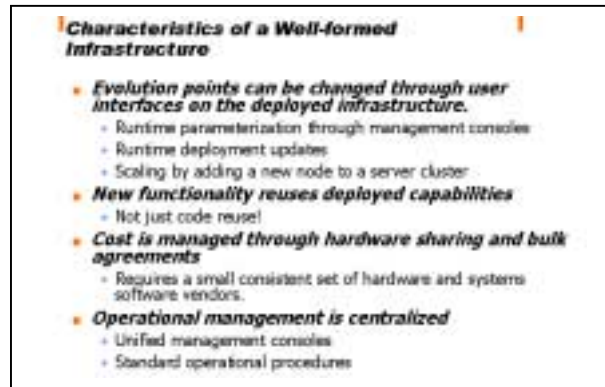 Characteristics of a Well-formed
Infrastructure
Evolution points can be changed through user
interfaces on the deployed infrastructure.
Runtime parameterization through management consoles
Runtime deployment updates
Scaling by adding a new node to a server cluster
New functionality reuses deployed capabilities
Not just code reuse!
Cost is managed through hardware sharing and bulk
agreements
Requires a small consistent set of hardware and systems
software vendors.
Operational management is centralized
Unified management consoles
Standard operational procedures